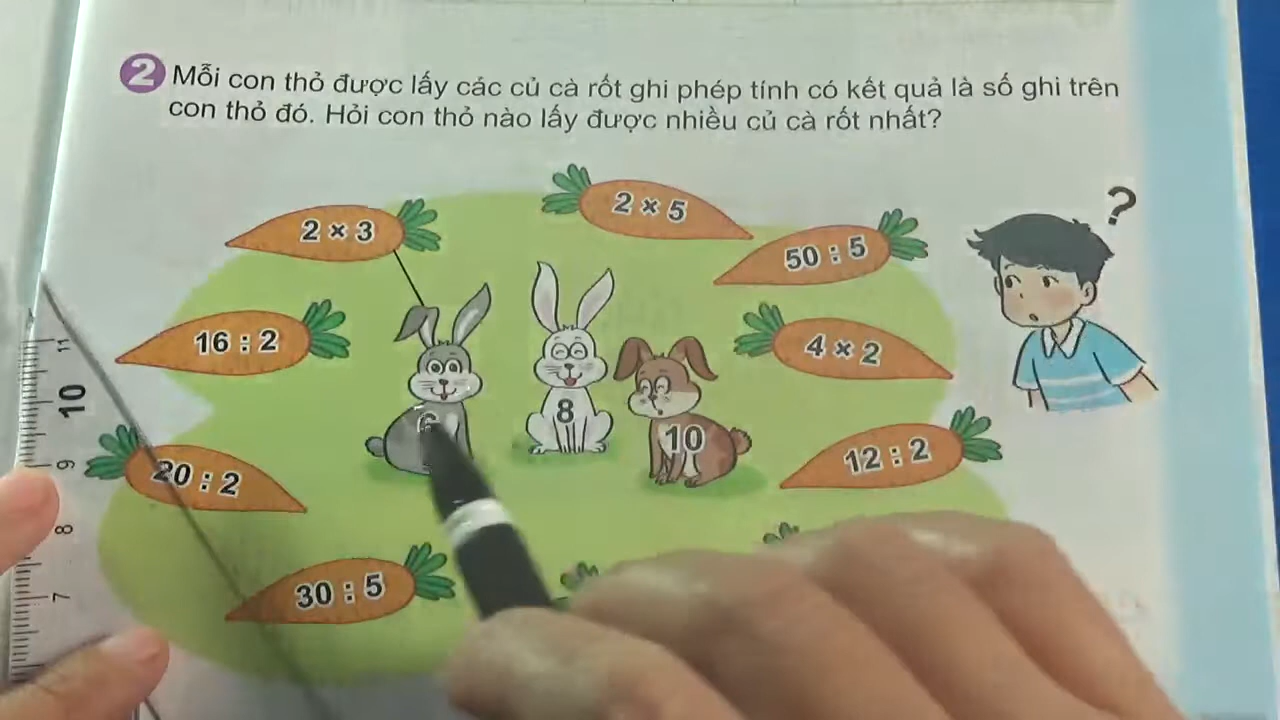 2 Mỗi con thỏ được lấy các củ cà rốt ghi phép tính có kết quả là số ghi trên
con thỏ đó. Hỏi con thỏ nào lấy được nhiều củ cà rốt nhất?
?
2 × 3
2 × 5
50 : 5
16 : 2
4 × 2
6
8
10
20 : 2
12 : 2
30 : 5
11
10
9
8
7